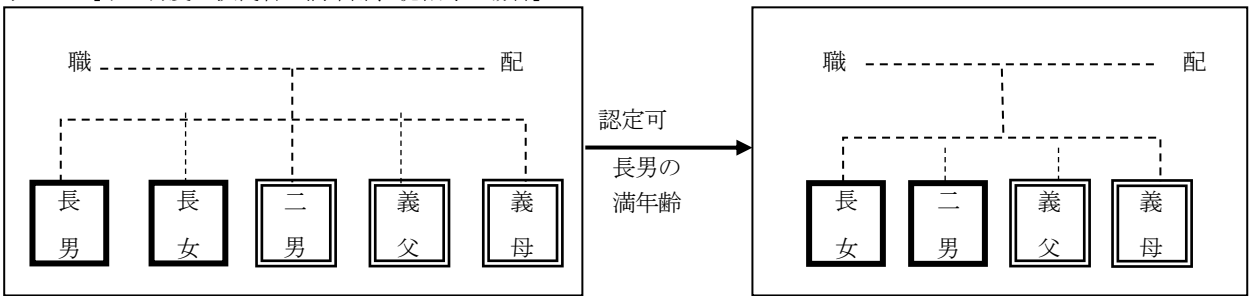 職 配
長男 長女 二男 義父 義母
認定可
長男の
満年齢
職 配
長女 二男 義父 義母